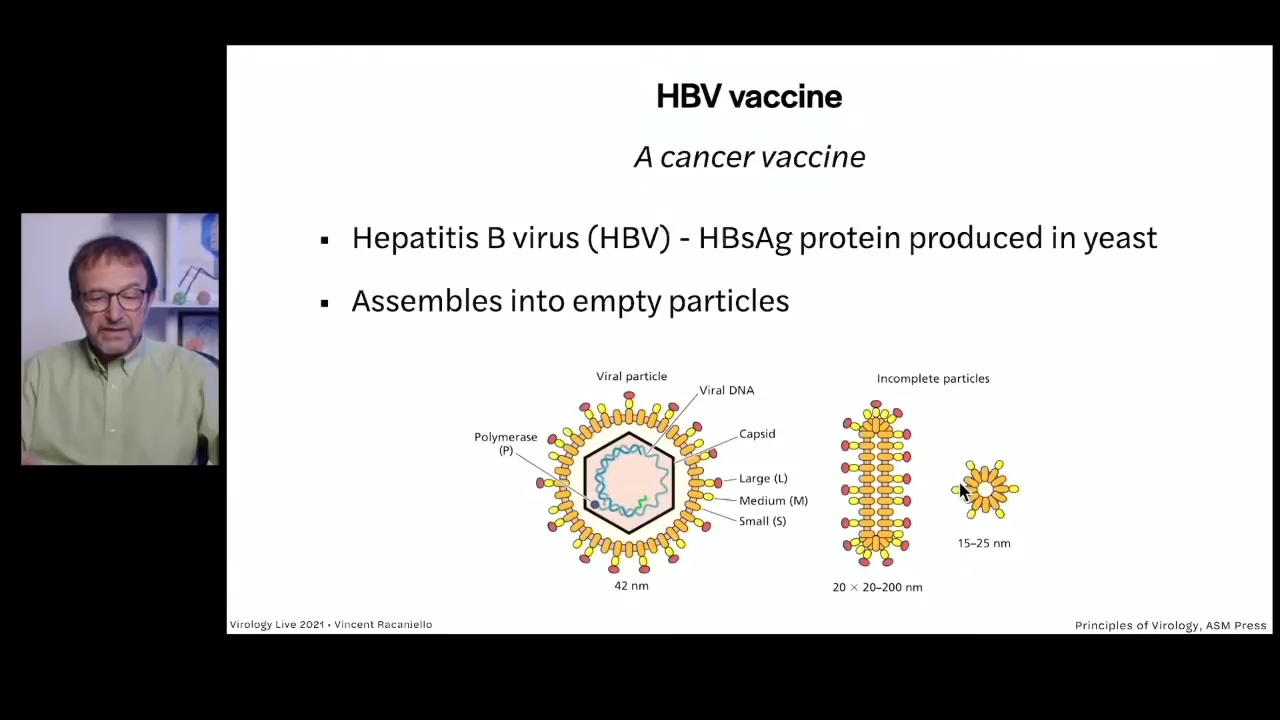 HBV vaccine
A cancer vaccine
▪ Hepatitis B virus (HBV) - HBsAg protein produced in yeast
▪ Assembles into empty particles
Viral particle
Viral DNA
Polymerase
(P)
Capsid
Large (L)
Medium (M)
Small (S)
42 nm
Incomplete particles
20 × 20–200 nm
15–25 nm
Virology Live 2021 • Vincent Racaniello
Principles of Virology, ASM Press